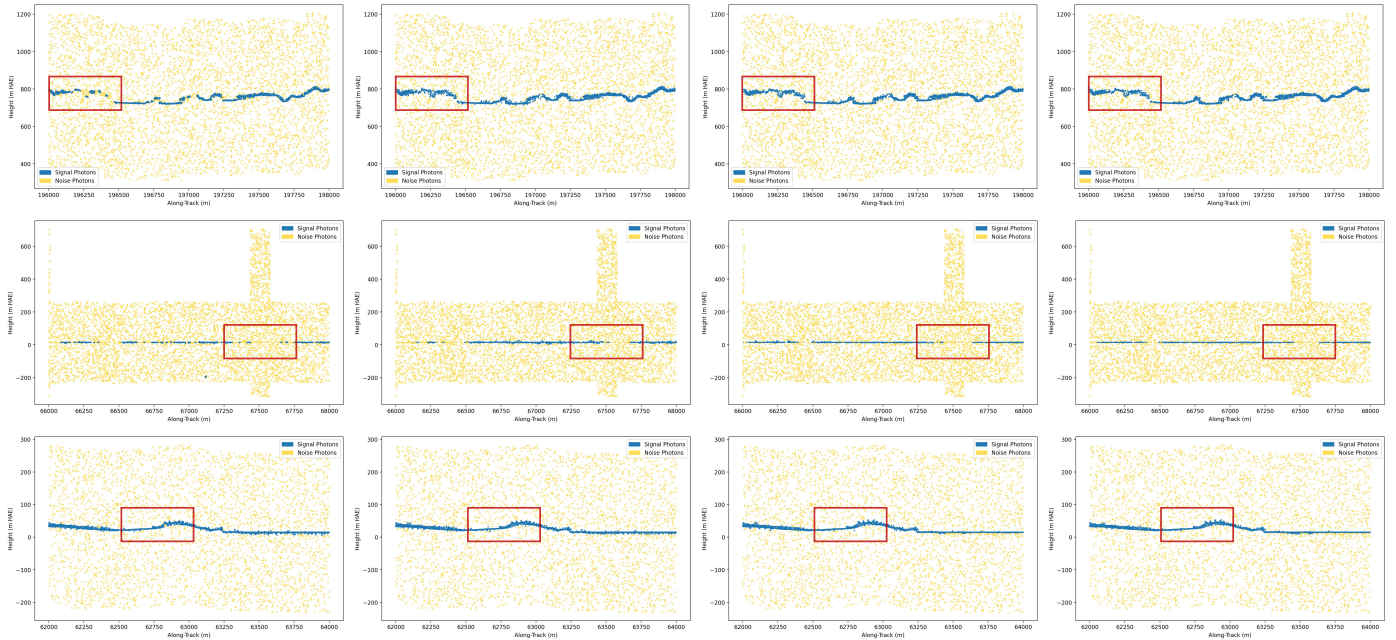 1200
1000
800
600
400
Height (m HAE)
Signal Photons
Noise Photons
196000 196250 196500 196750 197000 197250 197500 197750 198000
Along-Track (m)
1200
1000
800
600
400
Height (m HAE)
Signal Photons
Noise Photons
196000 196250 196500 196750 197000 197250 197500 197750 198000
Along-Track (m)
1200
1000
800
600
400
Height (m HAE)
Signal Photons
Noise Photons
196000 196250 196500 196750 197000 197250 197500 197750 198000
Along-Track (m)
1200
1000
800
600
400
Height (m HAE)
Signal Photons
Noise Photons
196000 196250 196500 196750 197000 197250 197500 197750 198000
Along-Track (m)
600
400
200
0
−200
Height (m HAE)
Signal Photons
Noise Photons
66000 66250 66500 66750 67000 67250 67500 67750 68000
Along-Track (m)
600
400
200
0
−200
Height (m HAE)
Signal Photons
Noise Photons
66000 66250 66500 66750 67000 67250 67500 67750 68000
Along-Track (m)
600
400
200
0
−200
Height (m HAE)
Signal Photons
Noise Photons
66000 66250 66500 66750 67000 67250 67500 67750 68000
Along-Track (m)
600
400
200
0
−200
Height (m HAE)
Signal Photons
Noise Photons
66000 66250 66500 66750 67000 67250 67500 67750 68000
Along-Track (m)
300
200
100
0
−100
−200
Height (m HAE)
Signal Photons
Noise Photons
62000 62250 62500 62750 63000 63250 63500 63750 64000
Along-Track (m)
300
200
100
0
−100
−200
Height (m HAE)
Signal Photons
Noise Photons
62000 62250 62500 62750 63000 63250 63500 63750 64000
Along-Track (m)
300
200
100
0
−100
−200
Height (m HAE)
Signal Photons
Noise Photons
62000 62250 62500 62750 63000 63250 63500 63750 64000
Along-Track (m)
300
200
100
0
−100
−200
Height (m HAE)
Signal Photons
Noise Photons
62000 62250 62500 62750 63000 63250 63500 63750 64000
Along-Track (m)